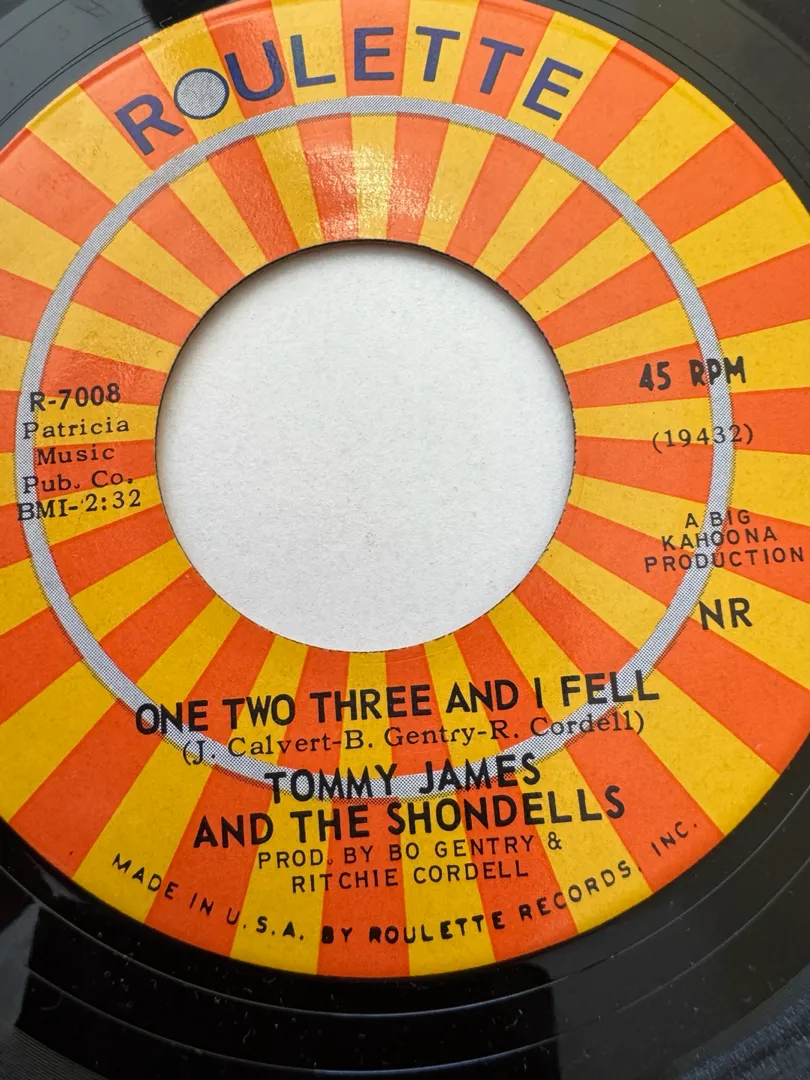 ROULETTE
R-7008
Patricia
Music
Pub. Co.
BMI-2:32
45 RPM
(19432)
A BIG
KAHOONA
PRODUCTION
NR
ONE TWO THREE AND I FELL
(J. Calvert-B. Gentry-R. Cordell)
TOMMY JAMES
AND THE SHONDELLS
PROD. BY BO GENTRY &
RITCHIE CORDELL
MADE IN U.S.A. BY ROULETTE RECORDS, INC.